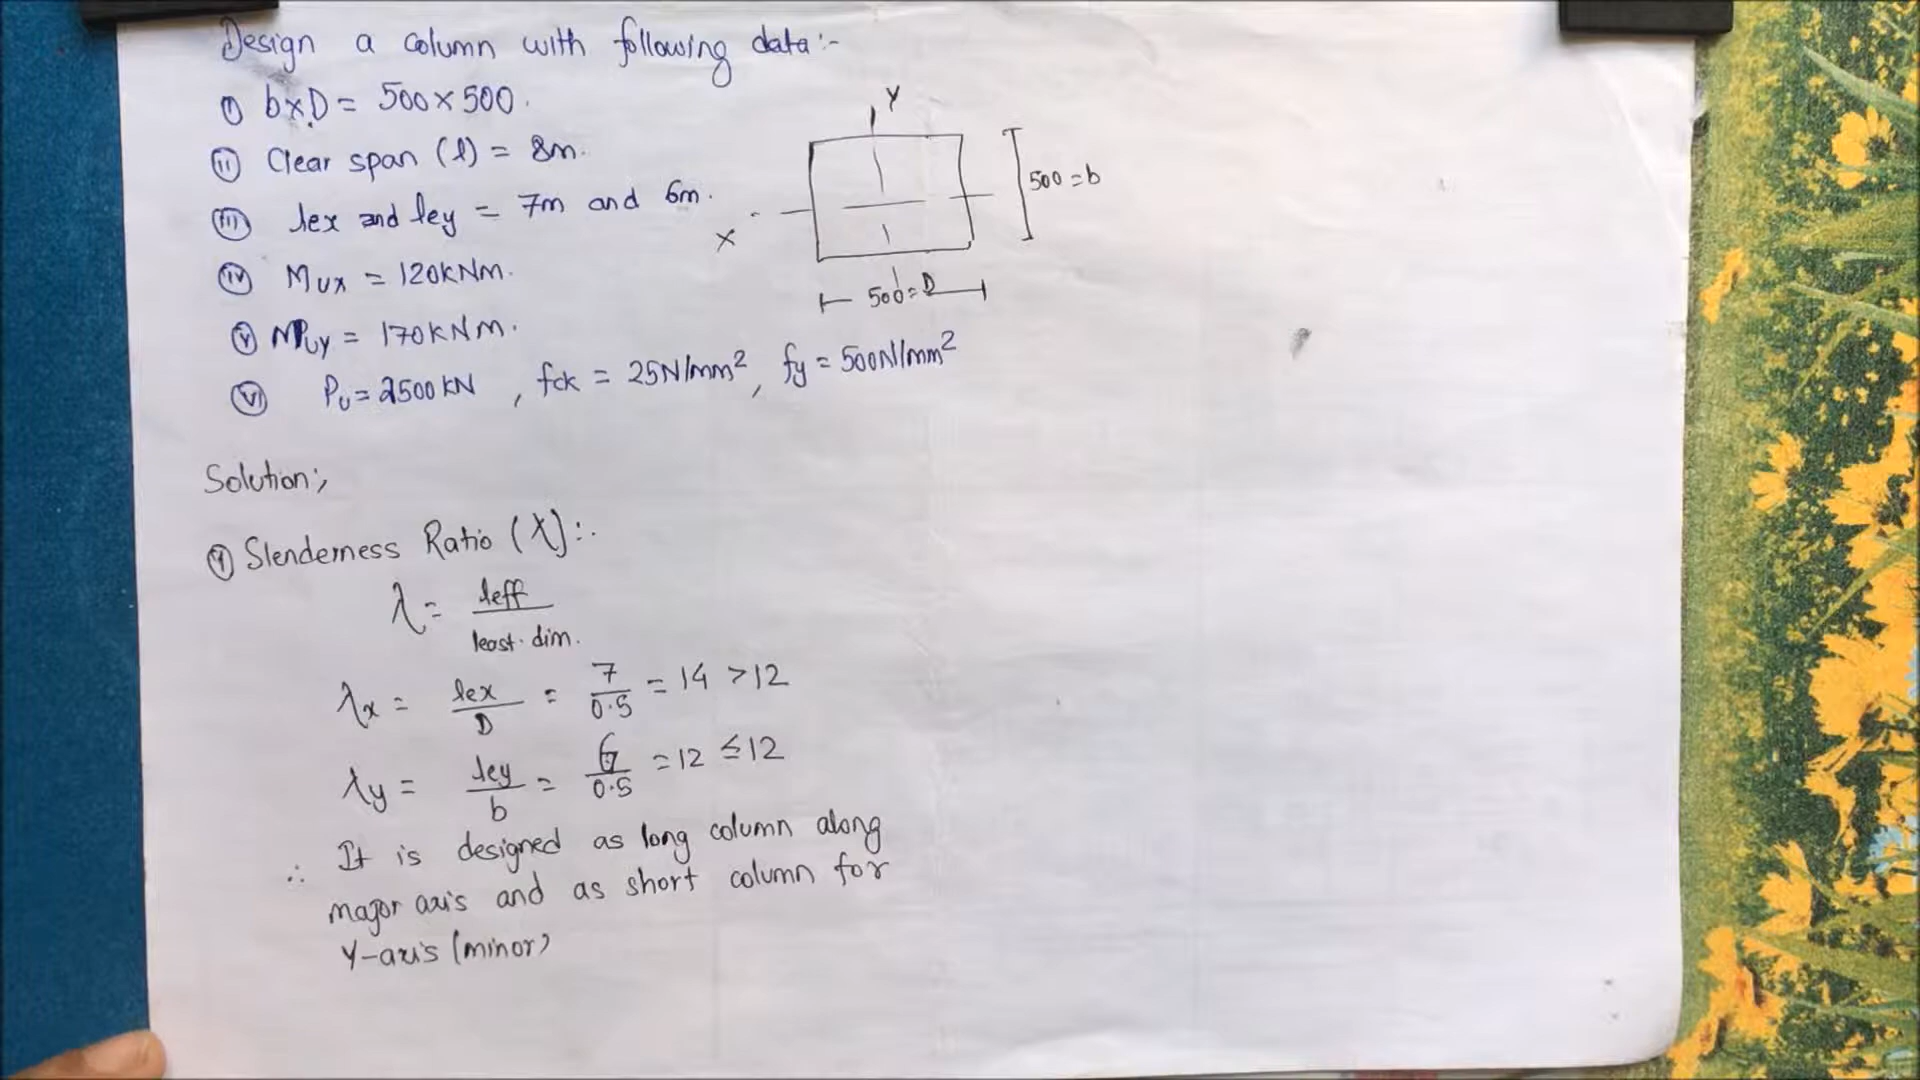 Design a column with following data:-
(i) b×D = 500×500.
(ii) Clear span (l) = 8m.
(iii) lex and ley = 7m and 6m.
(iv) Mux = 120kNm.
(v) Muy = 170kNm.
(vi) Pu = 2500kN, fck = 25N/mm², fy = 500N/mm²
Y
X
500 = b
500 = D
Solution;
(1) Slenderness Ratio (λ):-
λ = leff / least dim.
λx = lex / D = 7 / 0.5 = 14 > 12
λy = ley / b = 6 / 0.5 = 12 ≤ 12
∴ It is designed as long column along
major axis and as short column for
Y-axis (minor)